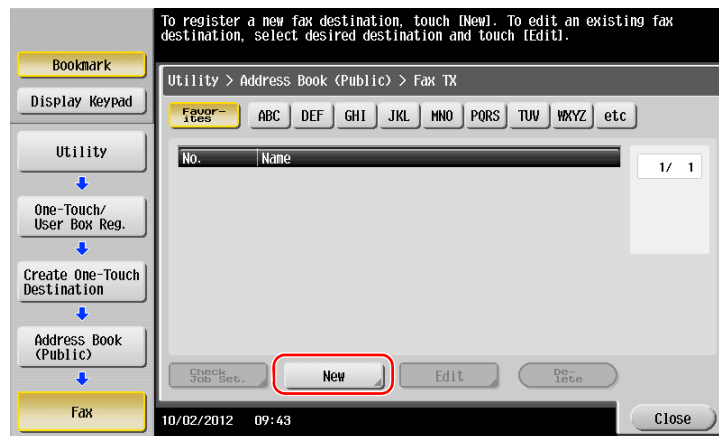 To register a new fax destination, touch [New]. To edit an existing fax
destination, select desired destination and touch [Edit].
Bookmark
Display Keypad
Utility
One-Touch/
User Box Reg.
Create One-Touch
Destination
Address Book
(Public)
Fax
Utility > Address Book (Public) > Fax TX
Favor-
ites
ABC DEF GHI JKL MNO PQRS TUV WXYZ etc
No. Name
1/ 1
Check
Job Set.
New
Edit
De-
lete
10/02/2012 09:43
Close